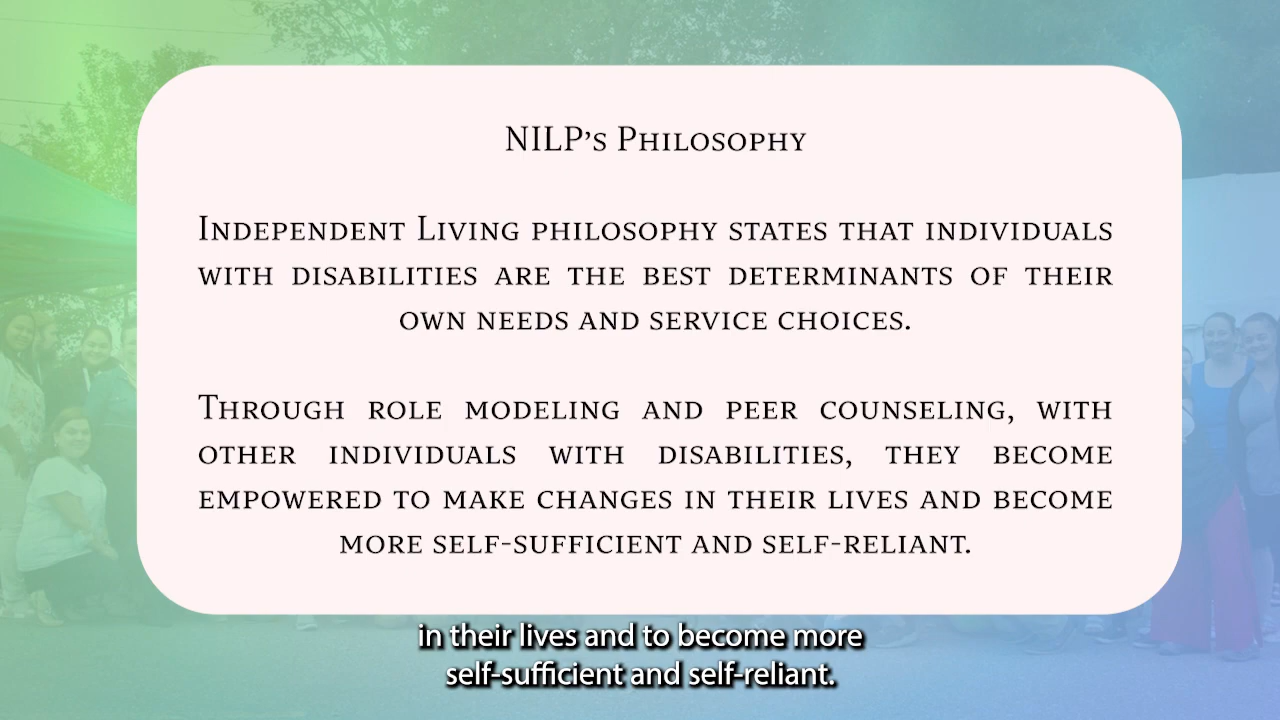 NILP's Philosophy
Independent Living philosophy states that individuals
with disabilities are the best determinants of their
own needs and service choices.
Through role modeling and peer counseling, with
other individuals with disabilities, they become
empowered to make changes in their lives and become
more self-sufficient and self-reliant.
in their lives and to become more
self-sufficient and self-reliant.